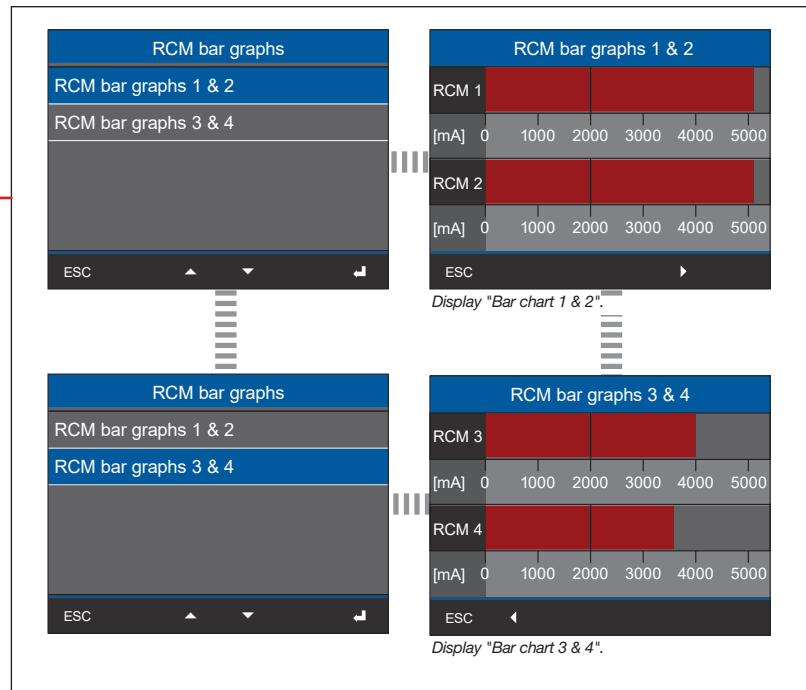 RCM bar graphs
RCM bar graphs 1 & 2
RCM bar graphs 3 & 4
ESC
RCM bar graphs 1 & 2
RCM 1
[mA] 0 1000 2000 3000 4000 5000
RCM 2
[mA] 0 1000 2000 3000 4000 5000
ESC
Display "Bar chart 1 & 2".
RCM bar graphs
RCM bar graphs 1 & 2
RCM bar graphs 3 & 4
ESC
RCM bar graphs 3 & 4
RCM 3
[mA] 0 1000 2000 3000 4000 5000
RCM 4
[mA] 0 1000 2000 3000 4000 5000
ESC
Display "Bar chart 3 & 4".